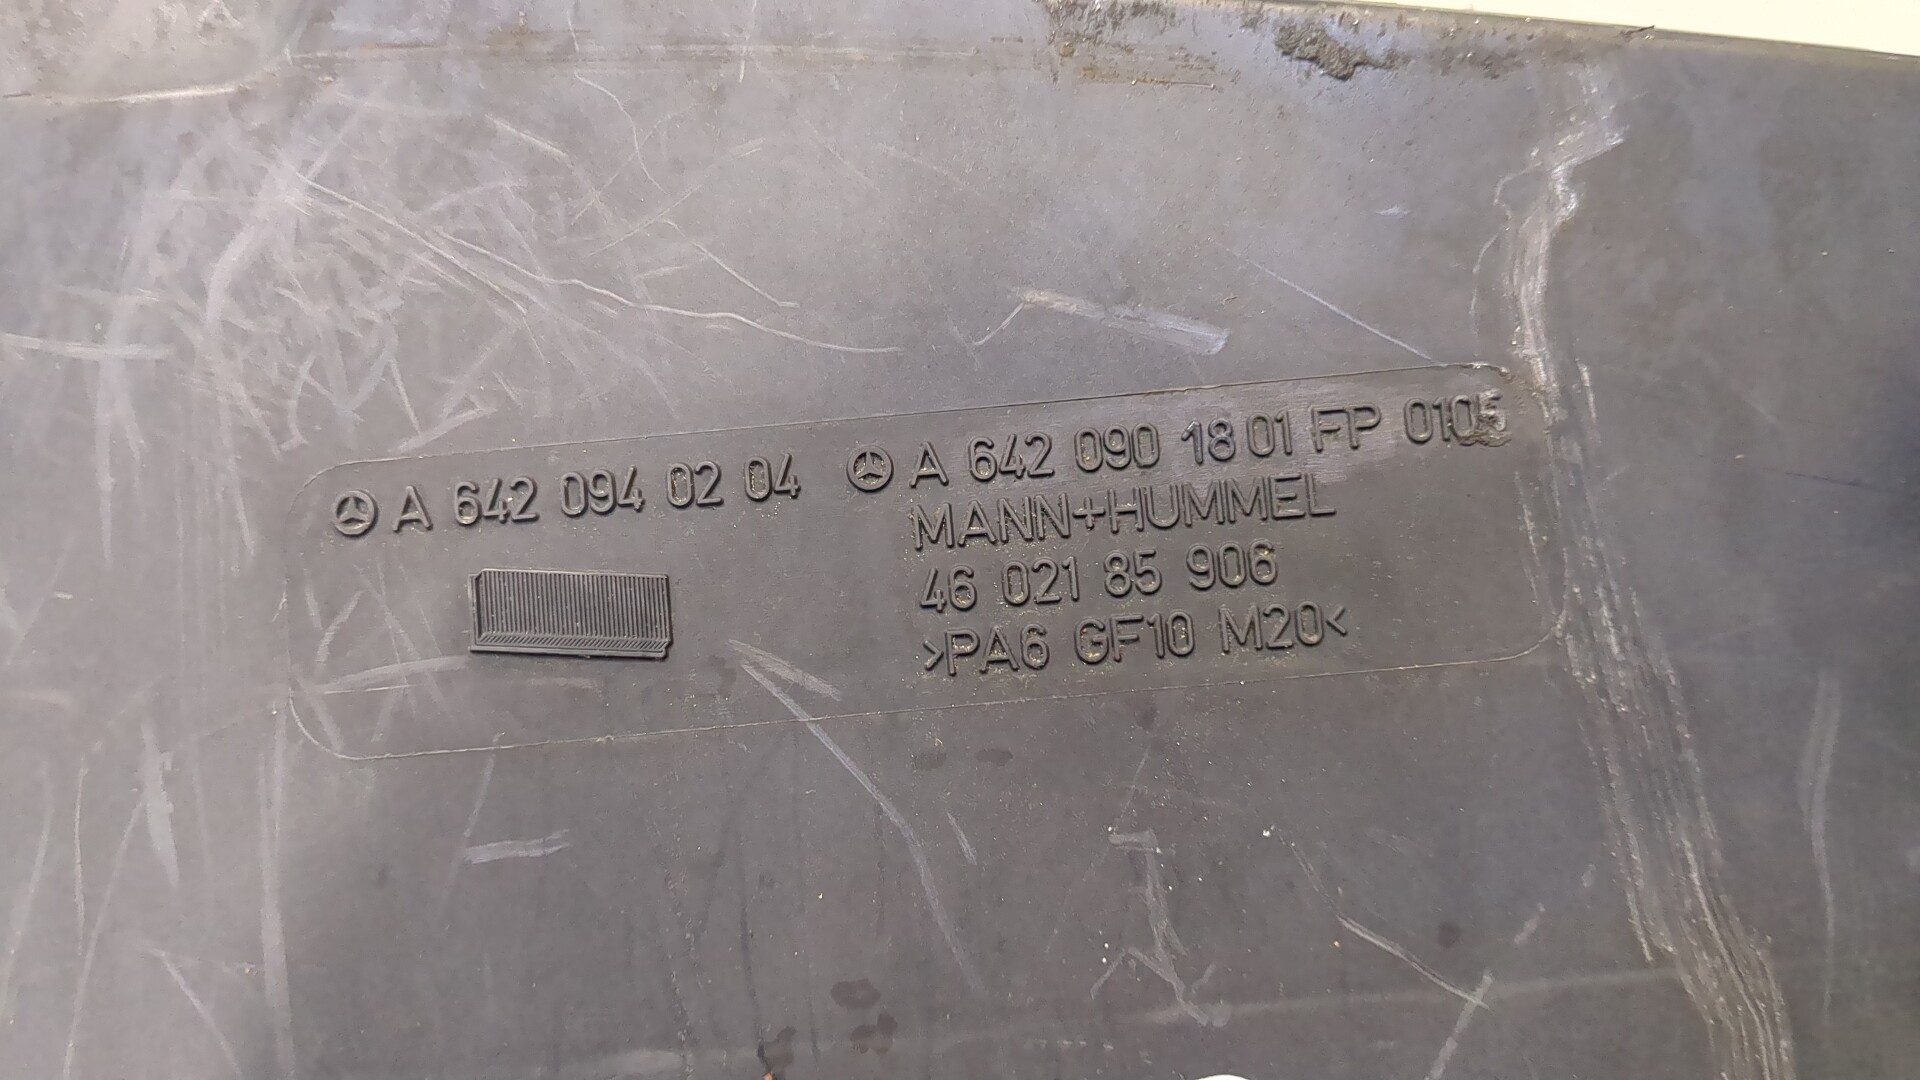 A 642 094 02 04
A 642 090 18 01 FP 0105
MANN+HUMMEL
46 021 85 906
>PA6 GF10 M20<